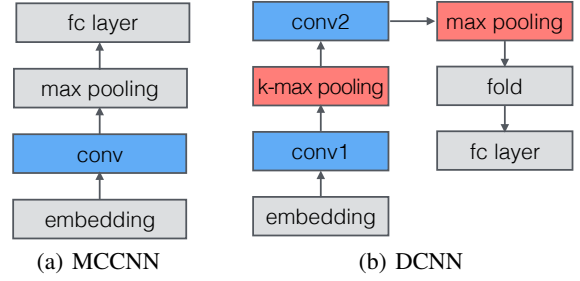 fc layer
max pooling
conv
embedding
(a) MCCNN
conv2
max pooling
k-max pooling
fold
conv1
fc layer
embedding
(b) DCNN